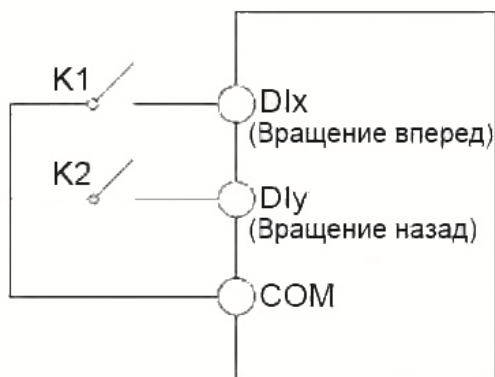 K1
DIx
(Вращение вперед)
K2
DIy
(Вращение назад)
COM